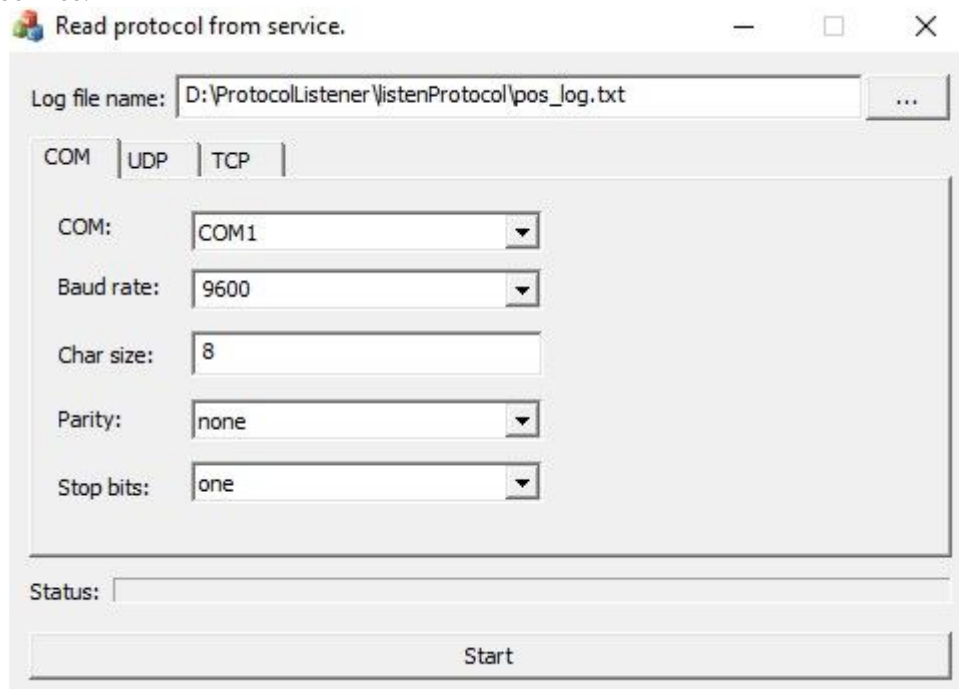 Read protocol from service.
Log file name: D:\ProtocolListener\listenProtocol\pos_log.txt ...
COM UDP TCP
COM: COM1
Baud rate: 9600
Char size: 8
Parity: none
Stop bits: one
Status:
Start